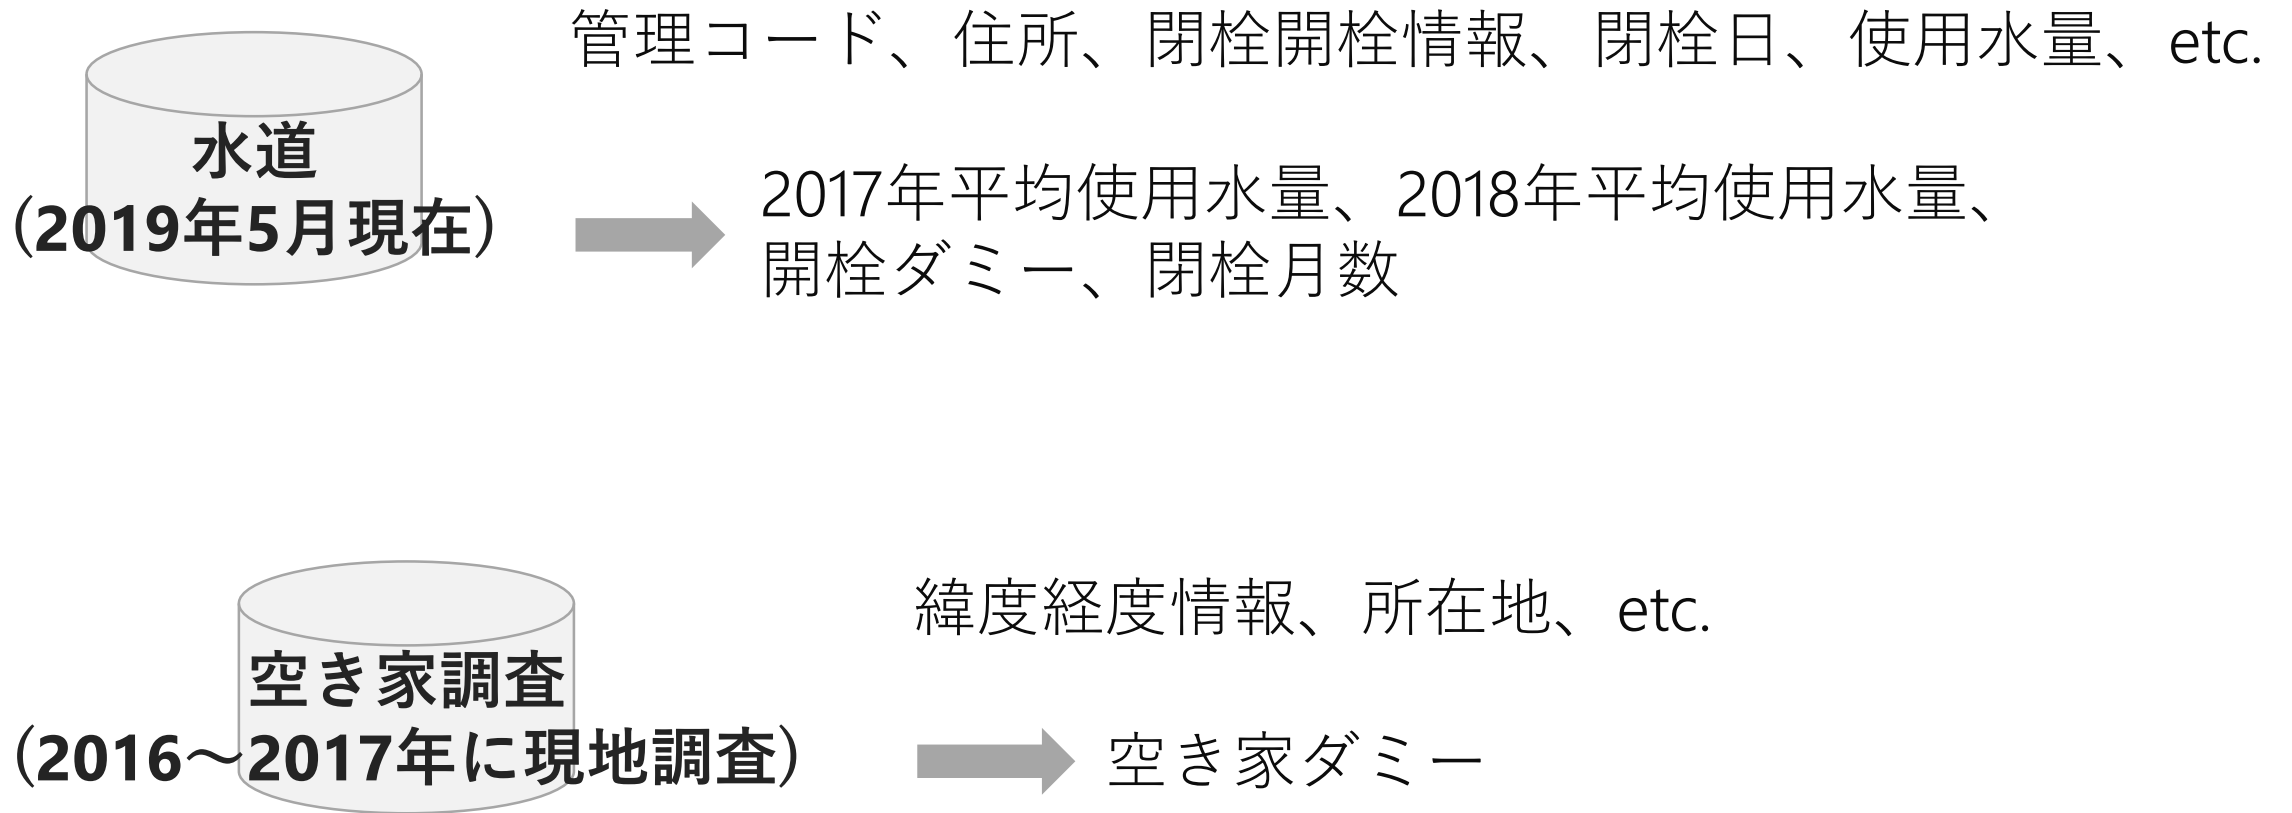 管理コード、住所、閉栓開栓情報、閉栓日、使用水量、etc.
水道
(2019年5月現在)
2017年平均使用水量、2018年平均使用水量、
開栓ダミー、閉栓月数
緯度経度情報、所在地、etc.
空き家調査
(2016～2017年に現地調査)
空き家ダミー